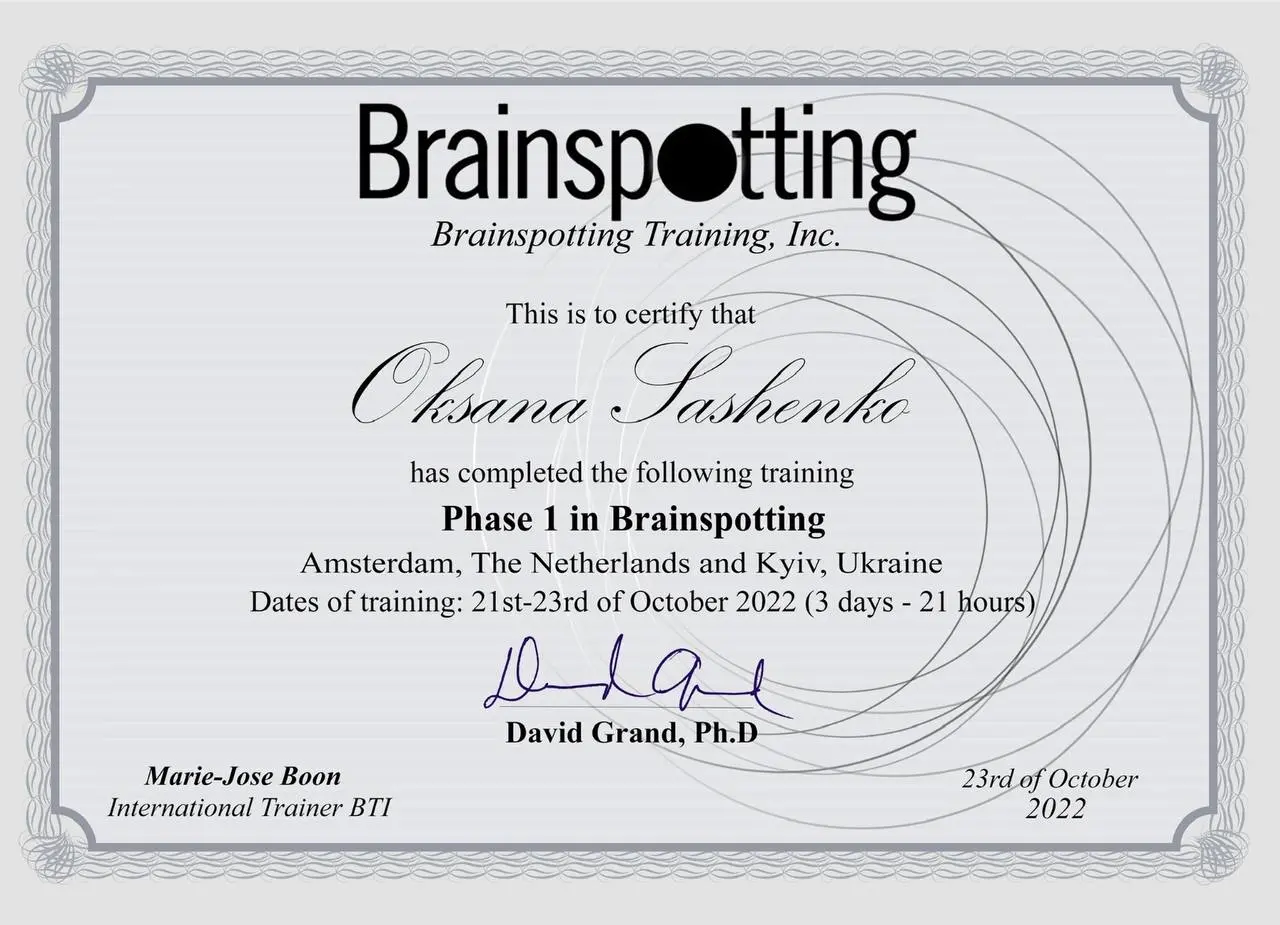 Brainspotting
Brainspotting Training, Inc.
This is to certify that
Oksana Sashenko
has completed the following training
Phase 1 in Brainspotting
Amsterdam, The Netherlands and Kyiv, Ukraine
Dates of training: 21st-23rd of October 2022 (3 days - 21 hours)
David Grand, Ph.D
Marie-Jose Boon
International Trainer BTI
23rd of October
2022